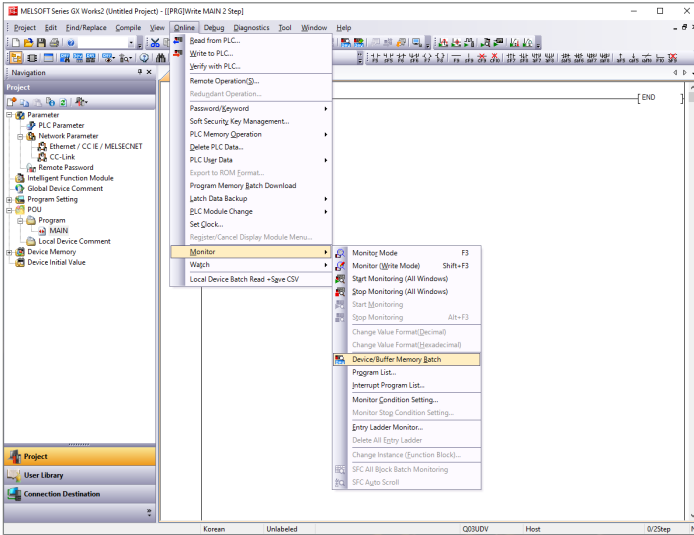 MELSOFT Series GX Works2 (Untitled Project) - [[PRG]Write MAIN 2 Step]
Project Edit Find/Replace Compile View Online Debug Diagnostics Tool Window Help
Navigation
Project
Parameter
PLC Parameter
Network Parameter
Ethernet / CC IE / MELSECNET
CC-Link
Remote Password
Intelligent Function Module
Global Device Comment
Program Setting
POU
Program
MAIN
Local Device Comment
Device Memory
Device Initial Value
Project
User Library
Connection Destination
Read from PLC...
Write to PLC...
Verify with PLC...
Remote Operation(S)...
Redundant Operation...
Password/Keyword
Soft Security Key Management...
PLC Memory Operation
Delete PLC Data...
PLC User Data
Export to ROM Format...
Program Memory Batch Download
Latch Data Backup
PLC Module Change
Set Clock...
Register/Cancel Display Module Menu...
Monitor
Watch
Local Device Batch Read +Save CSV
Monitor Mode F3
Monitor (Write Mode) Shift+F3
Start Monitoring (All Windows)
Stop Monitoring (All Windows)
Start Monitoring
Stop Monitoring Alt+F3
Change Value Format(Decimal)
Change Value Format(Hexadecimal)
Device/Buffer Memory Batch
Program List...
Interrupt Program List...
Monitor Condition Setting...
Monitor Stop Condition Setting...
Entry Ladder Monitor...
Delete All Entry Ladder
Change Instance (Function Block)...
SFC All Block Batch Monitoring
SFC Auto Scroll
END
Korean Unlabeled Q03UDV Host 0/2Step